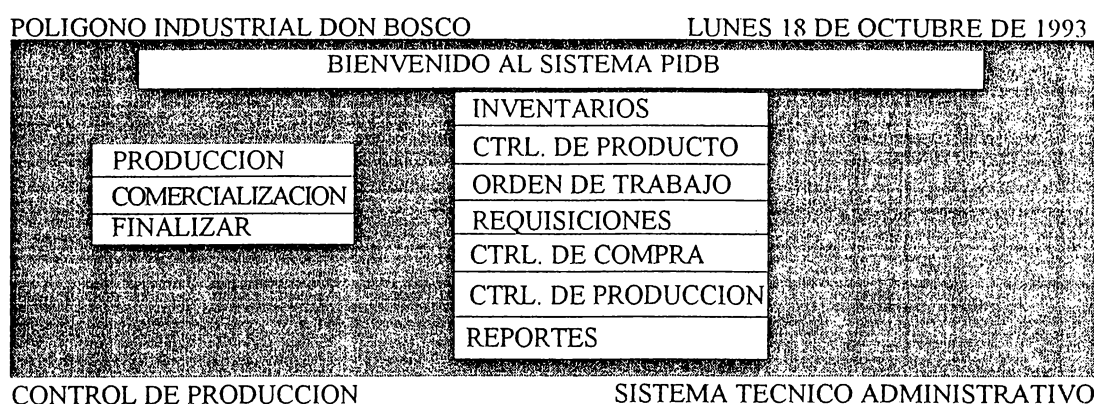 POLIGONO INDUSTRIAL DON BOSCO LUNES 18 DE OCTUBRE DE 1993
BIENVENIDO AL SISTEMA PIDB
PRODUCCION
COMERCIALIZACION
FINALIZAR
INVENTARIOS
CTRL. DE PRODUCTO
ORDEN DE TRABAJO
REQUISICIONES
CTRL. DE COMPRA
CTRL. DE PRODUCCION
REPORTES
CONTROL DE PRODUCCION SISTEMA TECNICO ADMINISTRATIVO